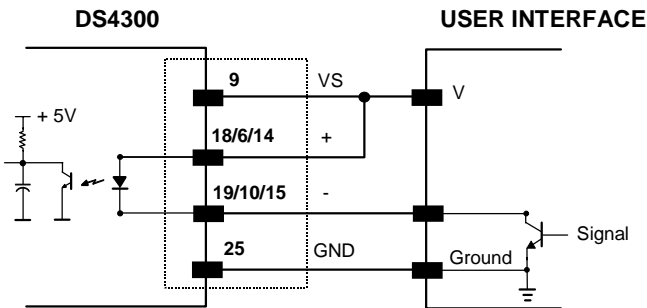 DS4300
USER INTERFACE
9
VS
V
+ 5V
18/6/14
+
19/10/15
-
Signal
25
GND
Ground